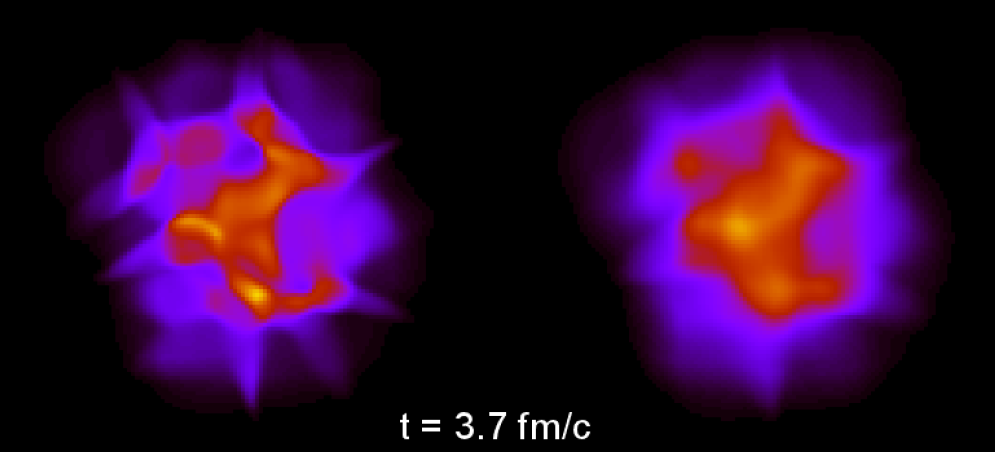 t = 3.7 fm/c